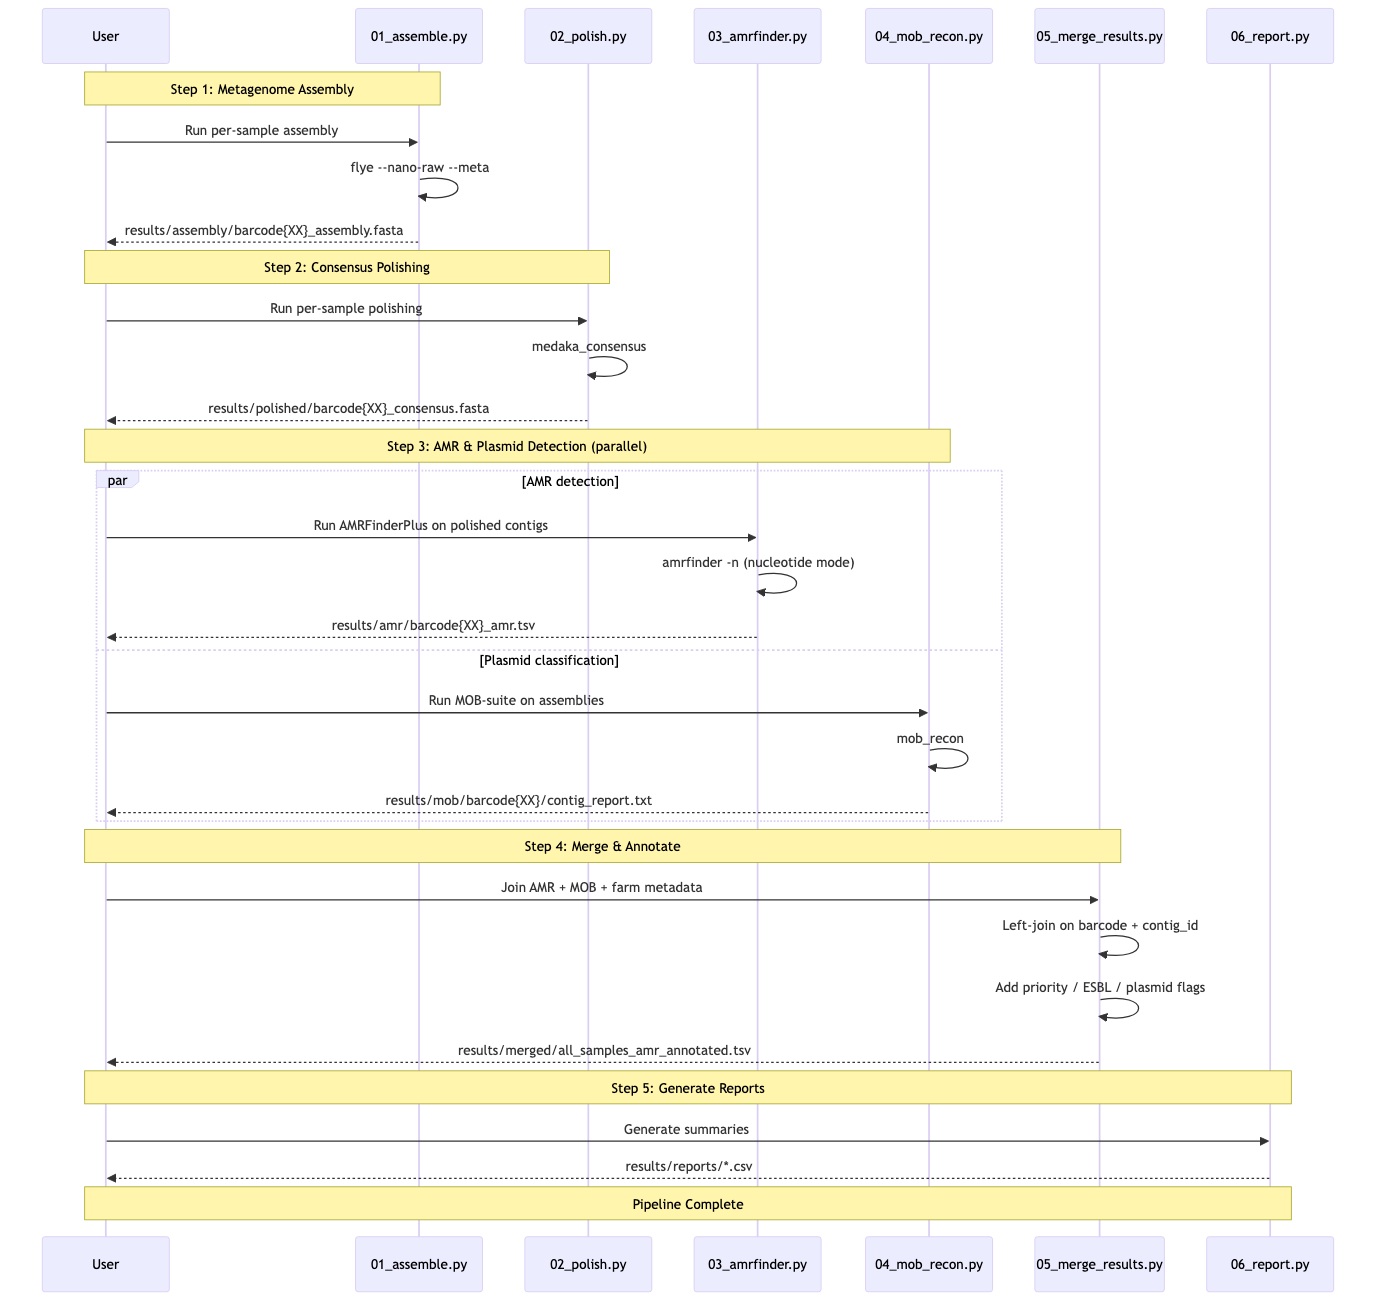 User
01_assemble.py
02_polish.py
03_amrfinder.py
04_mob_recon.py
05_merge_results.py
06_report.py
Step 1: Metagenome Assembly
Run per-sample assembly
flye --nano-raw --meta
results/assembly/barcode{XX}_assembly.fasta
Step 2: Consensus Polishing
Run per-sample polishing
medaka_consensus
results/polished/barcode{XX}_consensus.fasta
Step 3: AMR & Plasmid Detection (parallel)
par
[AMR detection]
Run AMRFinderPlus on polished contigs
amrfinder -n (nucleotide mode)
results/amr/barcode{XX}_amr.tsv
[Plasmid classification]
Run MOB-suite on assemblies
mob_recon
results/mob/barcode{XX}/contig_report.txt
Step 4: Merge & Annotate
Join AMR + MOB + farm metadata
Left-join on barcode + contig_id
Add priority / ESBL / plasmid flags
results/merged/all_samples_amr_annotated.tsv
Step 5: Generate Reports
Generate summaries
results/reports/*.csv
Pipeline Complete
User
01_assemble.py
02_polish.py
03_amrfinder.py
04_mob_recon.py
05_merge_results.py
06_report.py